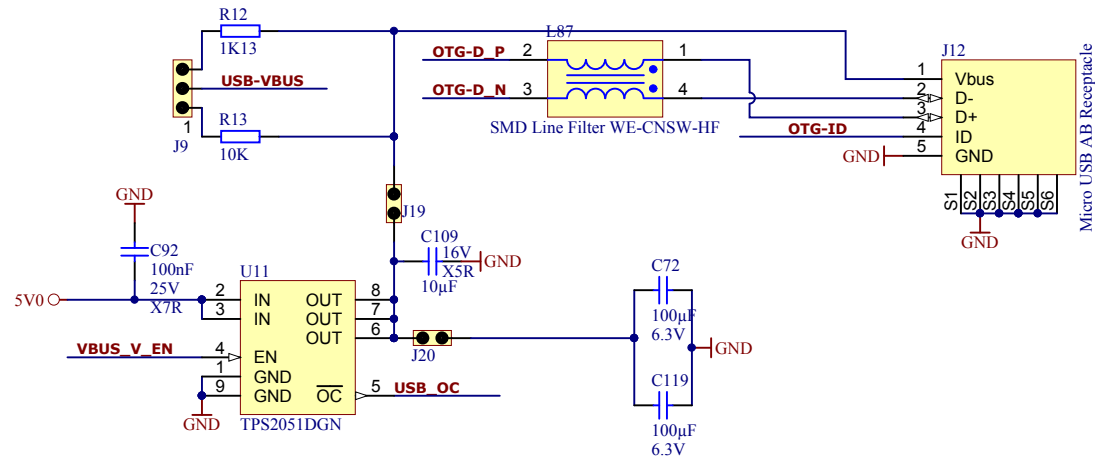 R12
1K13
USB-VBUS
1
J9
R13
10K
OTG-D_P
2
L87
1
OTG-D_N
3
4
SMD Line Filter WE-CNSW-HF
OTG-ID
GND
J12
1
Vbus
2
D-
3
D+
4
ID
5
GND
S1
S2
S3
S4
S5
S6
GND
Micro USB AB Receptacle
J19
GND
C92
100nF
25V
X7R
5V0
C109
16V
X5R
10µF
GND
U11
2
IN
3
IN
4
EN
1
GND
9
GND
OUT
8
OUT
7
OUT
6
OC
5
TPS2051DGN
VBUS_V_EN
GND
USB_OC
J20
C72
100µF
6.3V
GND
C119
100µF
6.3V